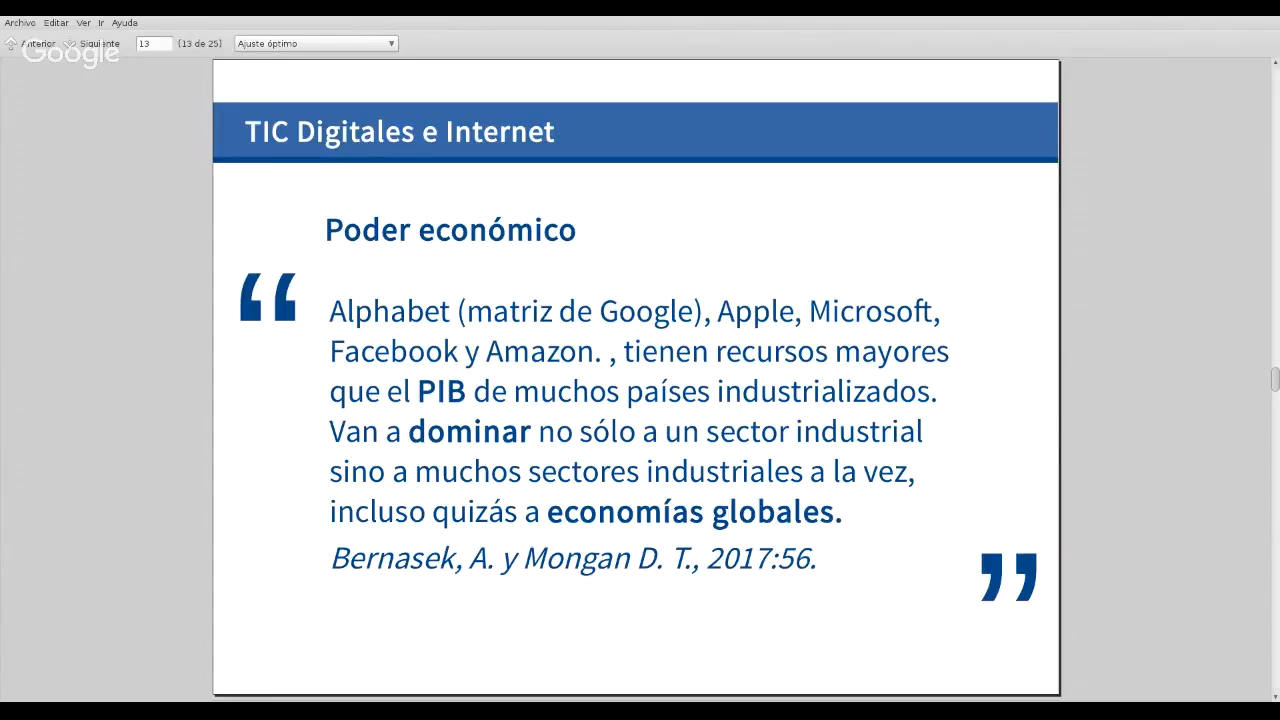 Archivo Editar Ver Ir Ayuda
Anterior Siguiente 13 (13 de 25) Ajuste óptimo
Google
TIC Digitales e Internet
Poder económico
“
Alphabet (matriz de Google), Apple, Microsoft,
Facebook y Amazon. , tienen recursos mayores
que el PIB de muchos países industrializados.
Van a dominar no sólo a un sector industrial
sino a muchos sectores industriales a la vez,
incluso quizás a economías globales.
Bernasek, A. y Mongan D. T., 2017:56.
”